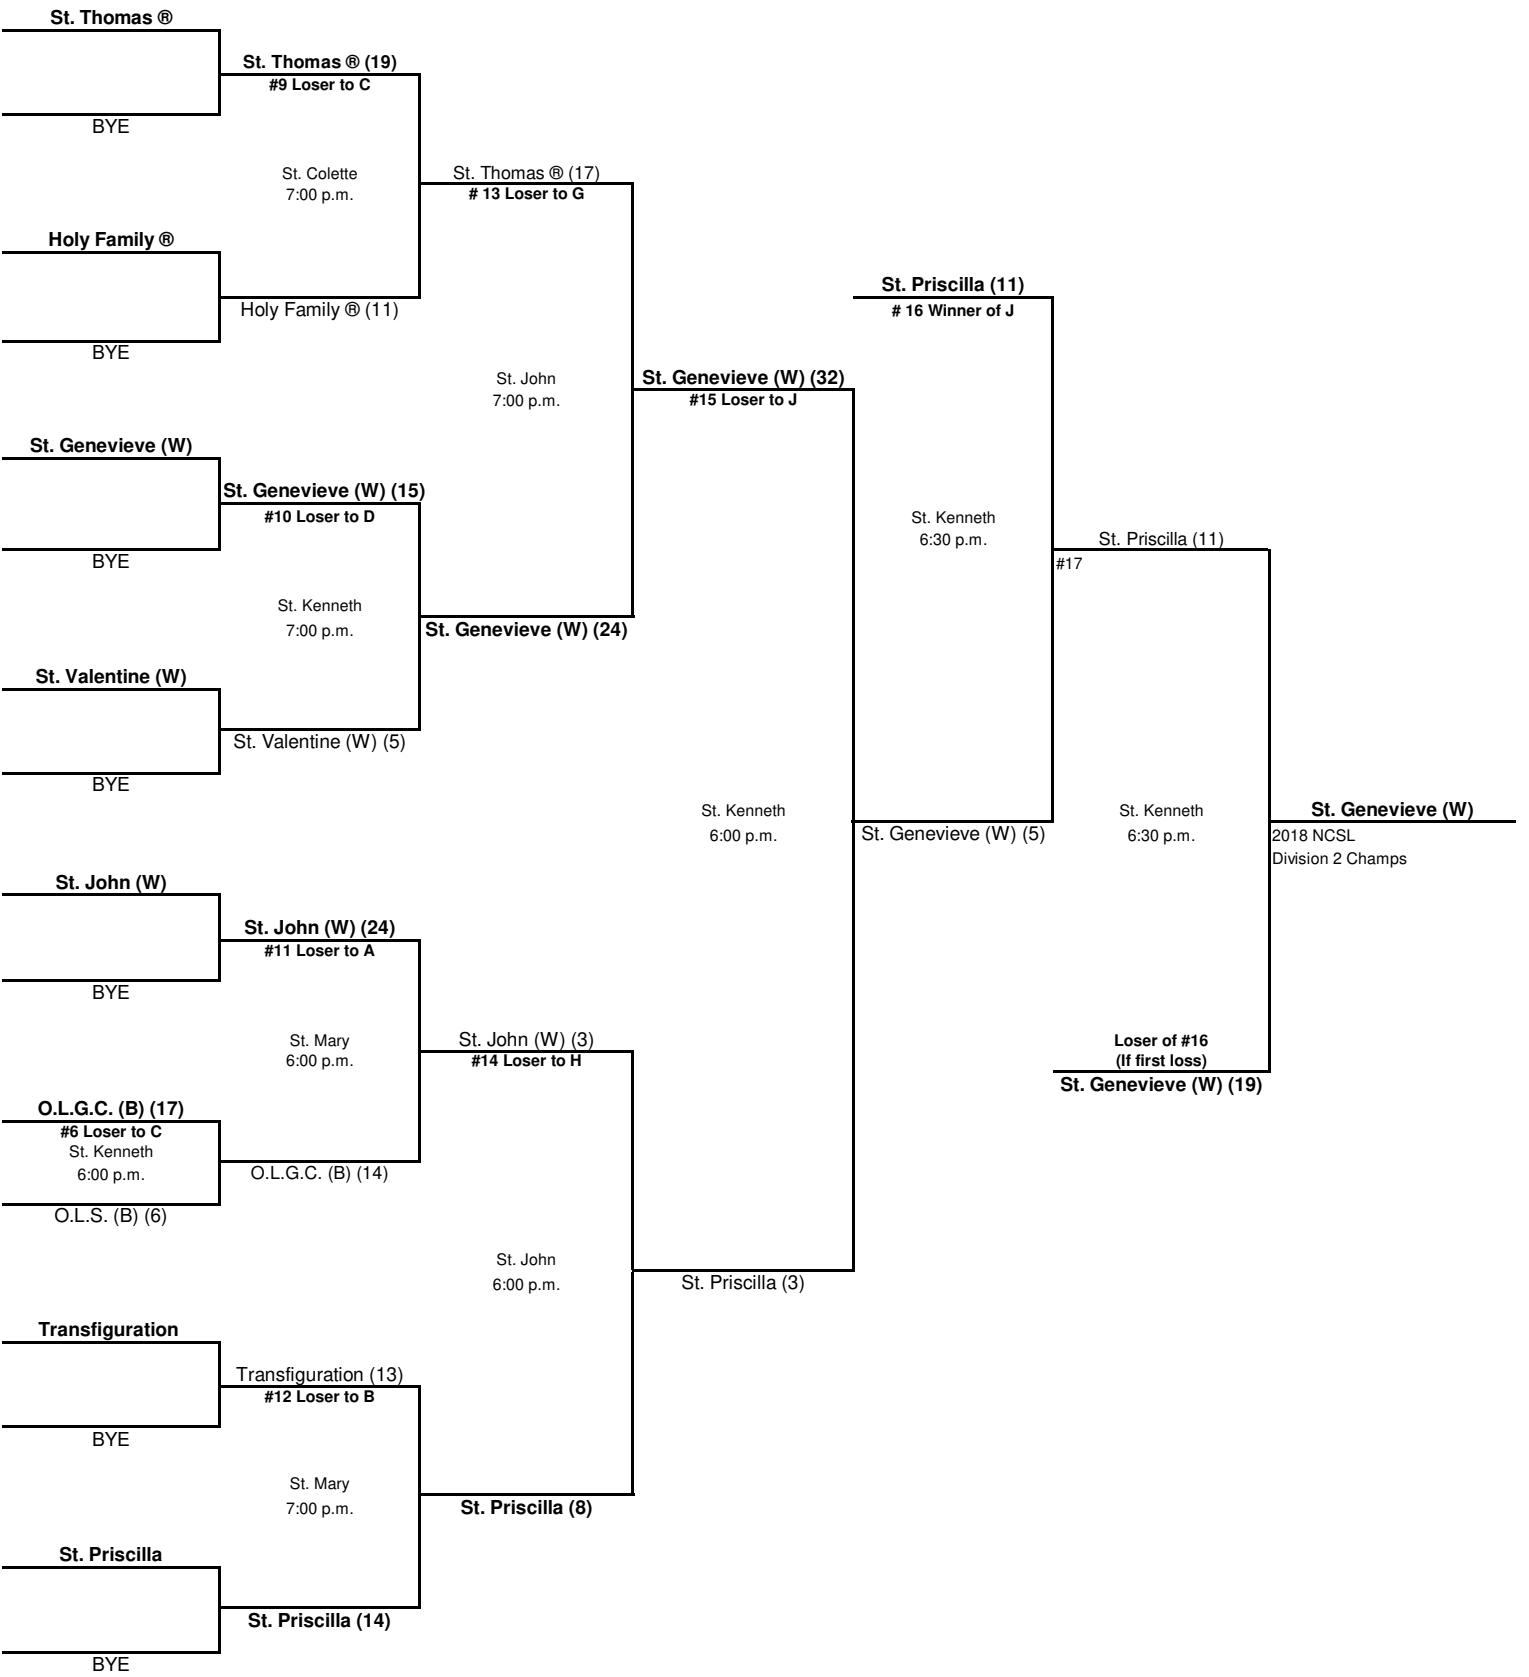 St. Thomas ®
St. Thomas ® (19)
#9 Loser to C
BYE
St. Colette
7:00 p.m.
St. Thomas ® (17)
# 13 Loser to G
Holy Family ®
Holy Family ® (11)
BYE
St. John
7:00 p.m.
St. Genevieve (W) (32)
#15 Loser to J
St. Priscilla (11)
# 16 Winner of J
St. Genevieve (W)
St. Genevieve (W) (15)
#10 Loser to D
BYE
St. Kenneth
7:00 p.m.
St. Genevieve (W) (24)
St. Kenneth
6:30 p.m.
St. Priscilla (11)
#17
St. Valentine (W)
St. Valentine (W) (5)
BYE
St. Kenneth
6:00 p.m.
St. Genevieve (W) (5)
St. Kenneth
6:30 p.m.
St. Genevieve (W)
2018 NCSL
Division 2 Champs
St. John (W)
St. John (W) (24)
#11 Loser to A
BYE
St. Mary
6:00 p.m.
St. John (W) (3)
#14 Loser to H
Loser of #16
(If first loss)
St. Genevieve (W) (19)
O.L.G.C. (B) (17)
#6 Loser to C
St. Kenneth
6:00 p.m.
O.L.G.C. (B) (14)
O.L.S. (B) (6)
St. John
6:00 p.m.
St. Priscilla (3)
Transfiguration
Transfiguration (13)
#12 Loser to B
BYE
St. Mary
7:00 p.m.
St. Priscilla (8)
St. Priscilla
St. Priscilla (14)
BYE